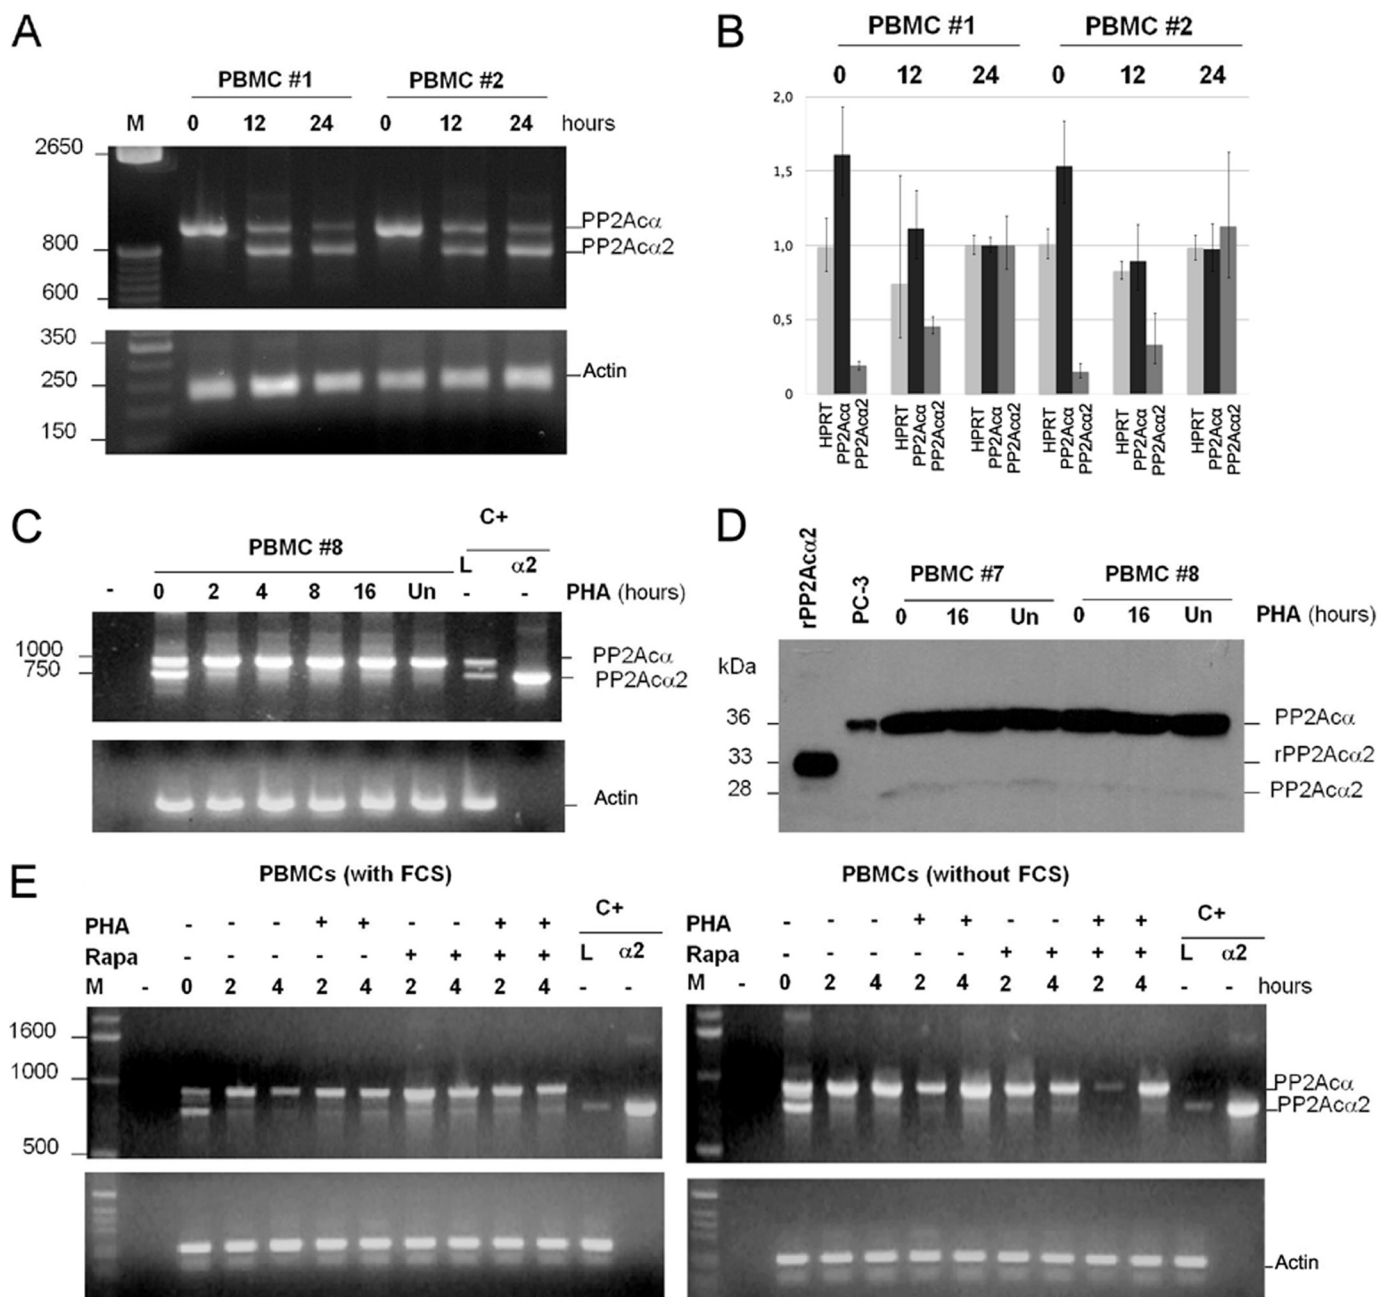 A
PBMC #1 PBMC #2
M 0 12 24 0 12 24 hours
2650
800
600
PP2Acα
PP2Acα2
350
250
150
Actin
B
PBMC #1 PBMC #2
0 12 24 0 12 24
2,0
1,5
1,0
0,5
0
HPRT PP2Acα PP2Acα2 HPRT PP2Acα PP2Acα2 HPRT PP2Acα PP2Acα2 HPRT PP2Acα PP2Acα2 HPRT PP2Acα PP2Acα2 HPRT PP2Acα PP2Acα2
C
C+
PBMC #8 L α2
- 0 2 4 8 16 Un - - PHA (hours)
1000
750
PP2Acα
PP2Acα2
Actin
D
rPP2Acα2 PC-3
PBMC #7 PBMC #8
0 16 Un 0 16 Un PHA (hours)
kDa
36
33
28
PP2Acα
rPP2Acα2
PP2Acα2
E
PBMCs (with FCS)
C+
PHA - - - + + - - + +
Rapa - - - - - + + + + L α2
M - 0 2 4 2 4 2 4 2 4 - -
1600
1000
500
PBMCs (without FCS)
C+
PHA - - - + + - - + +
Rapa - - - - - + + + + L α2
M - 0 2 4 2 4 2 4 2 4 - - hours
PP2Acα
PP2Acα2
Actin